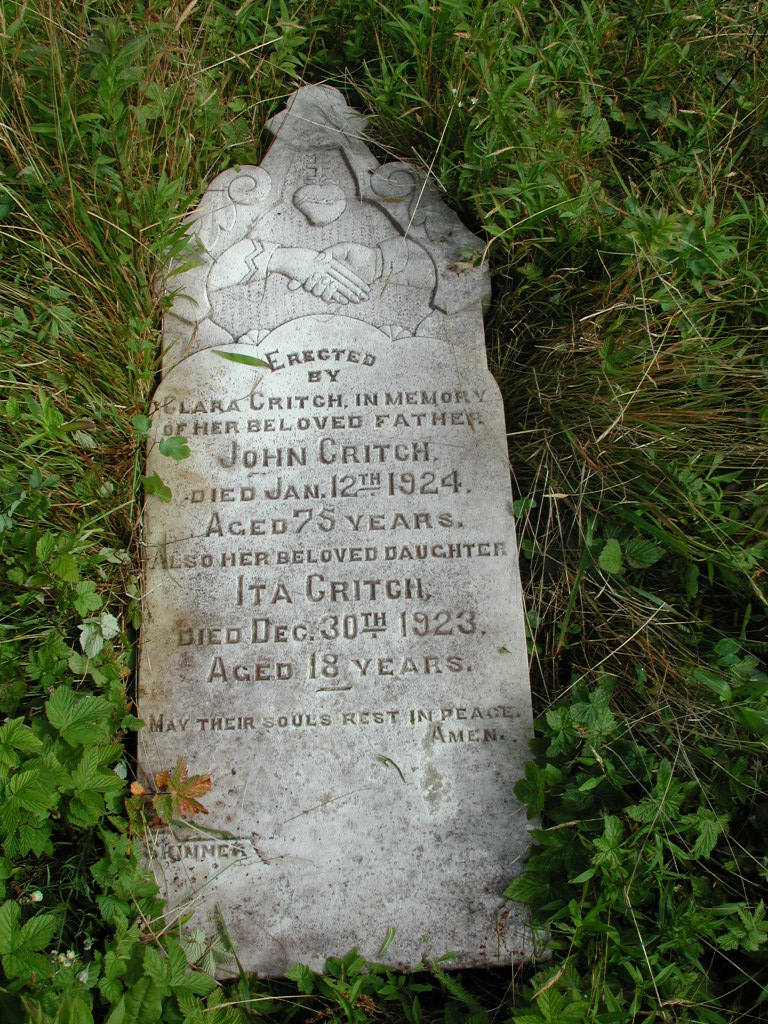 ERECTED
BY
CLARA CRITCH, IN MEMORY
OF HER BELOVED FATHER.
JOHN CRITCH.
DIED JAN. 12TH 1924.
AGED 75 YEARS.
ALSO HER BELOVED DAUGHTER
ITA CRITCH,
DIED DEC. 30TH 1923.
AGED 18 YEARS.
MAY THEIR SOULS REST IN PEACE.
AMEN.